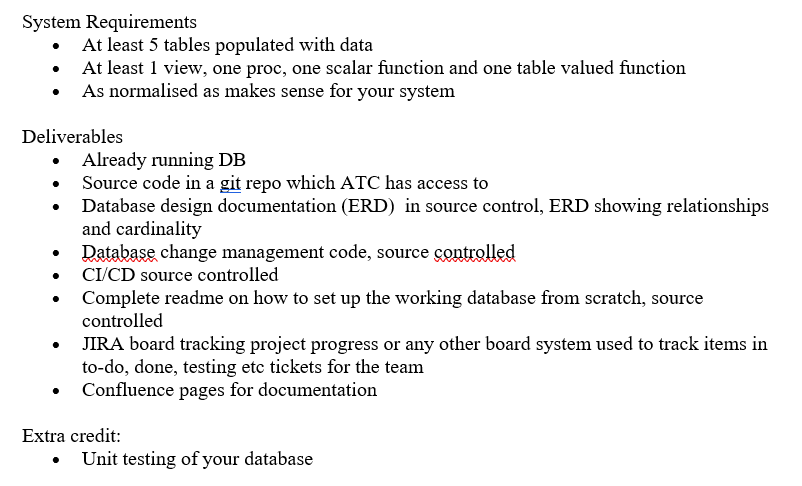 System Requirements
• At least 5 tables populated with data
• At least 1 view, one proc, one scalar function and one table valued function
• As normalised as makes sense for your system
Deliverables
• Already running DB
• Source code in a git repo which ATC has access to
• Database design documentation (ERD)  in source control, ERD showing relationships
and cardinality
• Database change management code, source controlled
• CI/CD source controlled
• Complete readme on how to set up the working database from scratch, source
controlled
• JIRA board tracking project progress or any other board system used to track items in
to-do, done, testing etc tickets for the team
• Confluence pages for documentation
Extra credit:
• Unit testing of your database